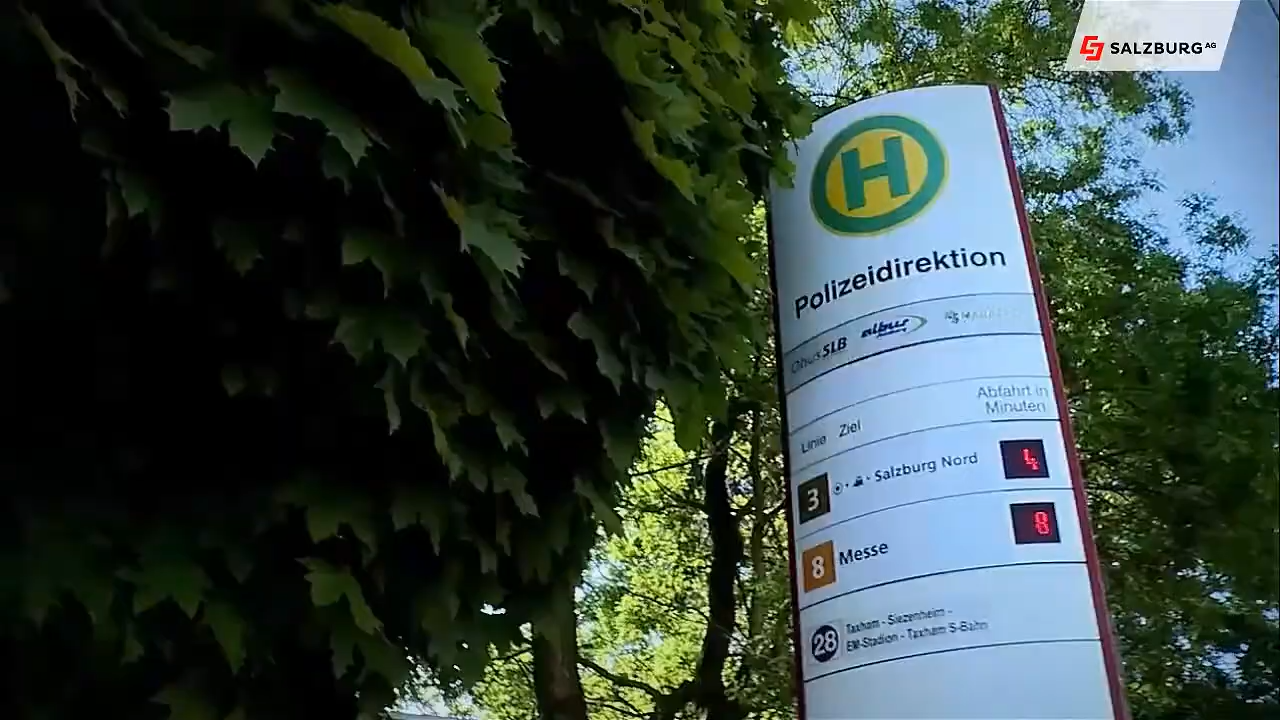 SALZBURG AG
H
Polizeidirektion
Obus SLB albus
Abfahrt in
Minuten
Linie Ziel
3 Salzburg Nord 4
8 Messe 8
28 Taxham - Siezenheim -
EM-Stadion - Taxham S-Bahn